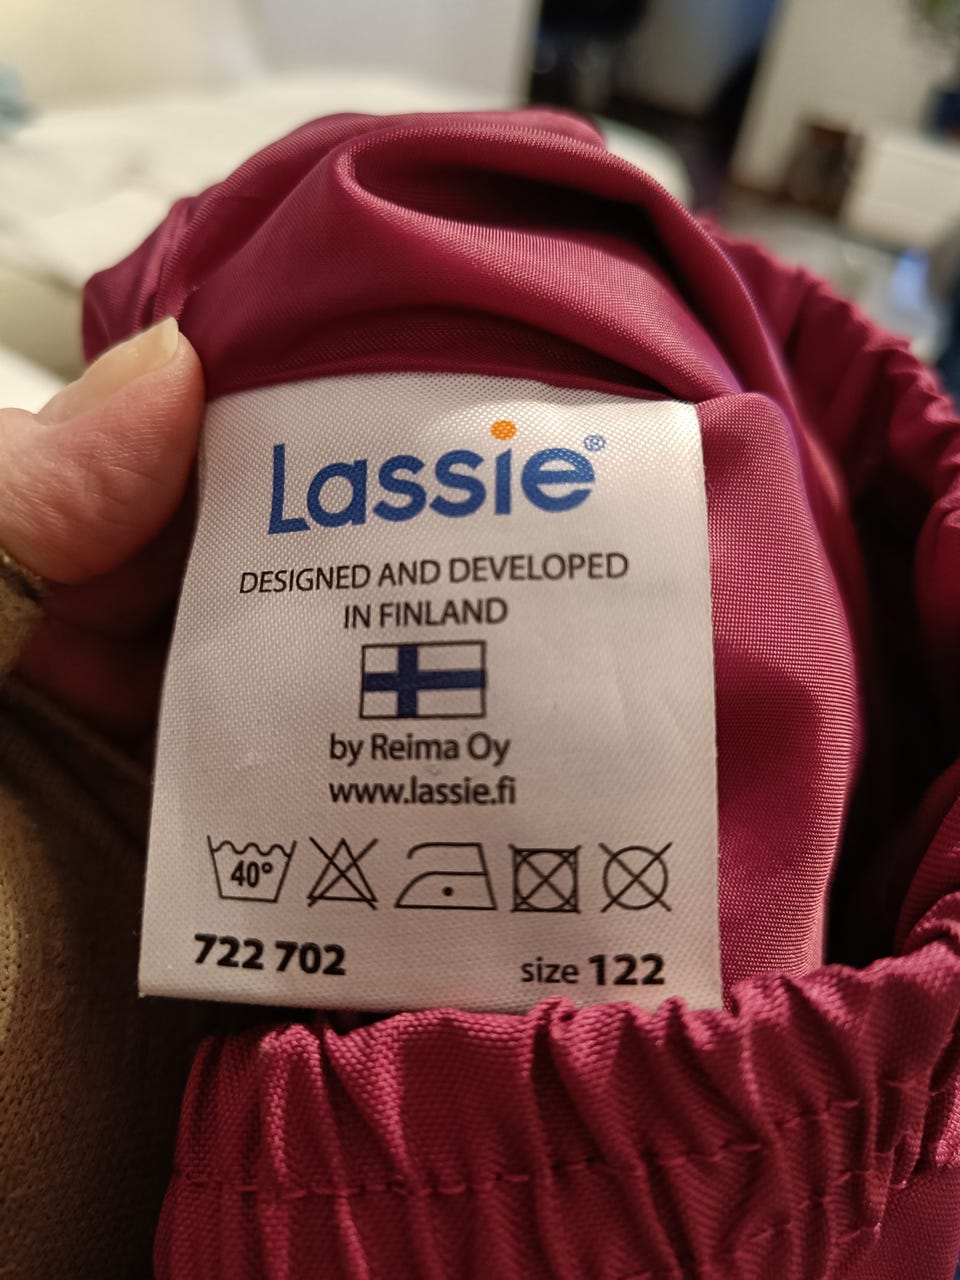 Lassie®
DESIGNED AND DEVELOPED
IN FINLAND
by Reima Oy
www.lassie.fi
40°
722 702 size 122